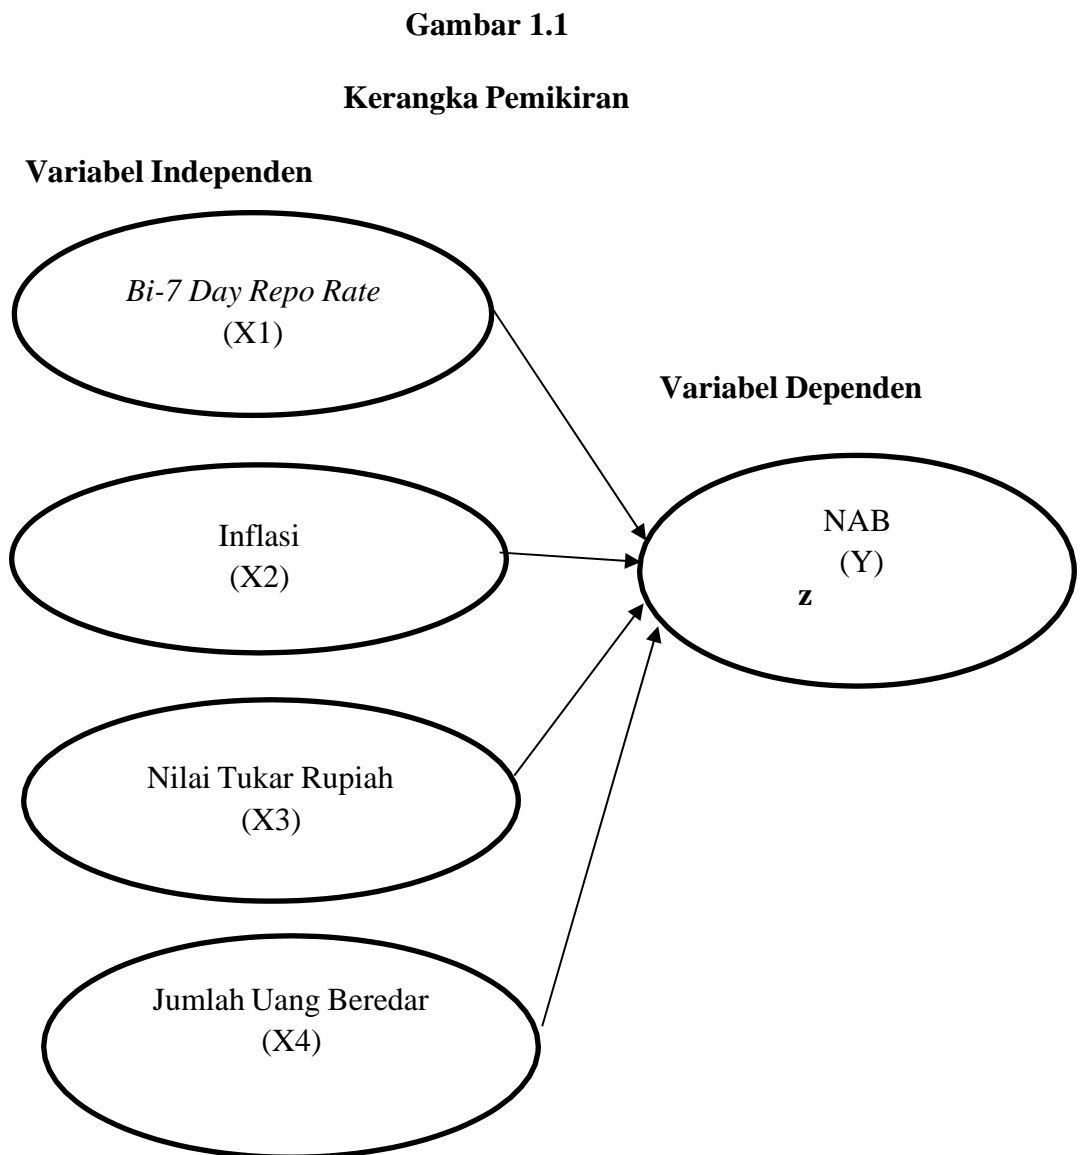 Gambar 1.1
Kerangka Pemikiran
Variabel Independen
Bi-7 Day Repo Rate
(X1)
Variabel Dependen
Inflasi
(X2)
NAB
(Y)
z
Nilai Tukar Rupiah
(X3)
Jumlah Uang Beredar
(X4)